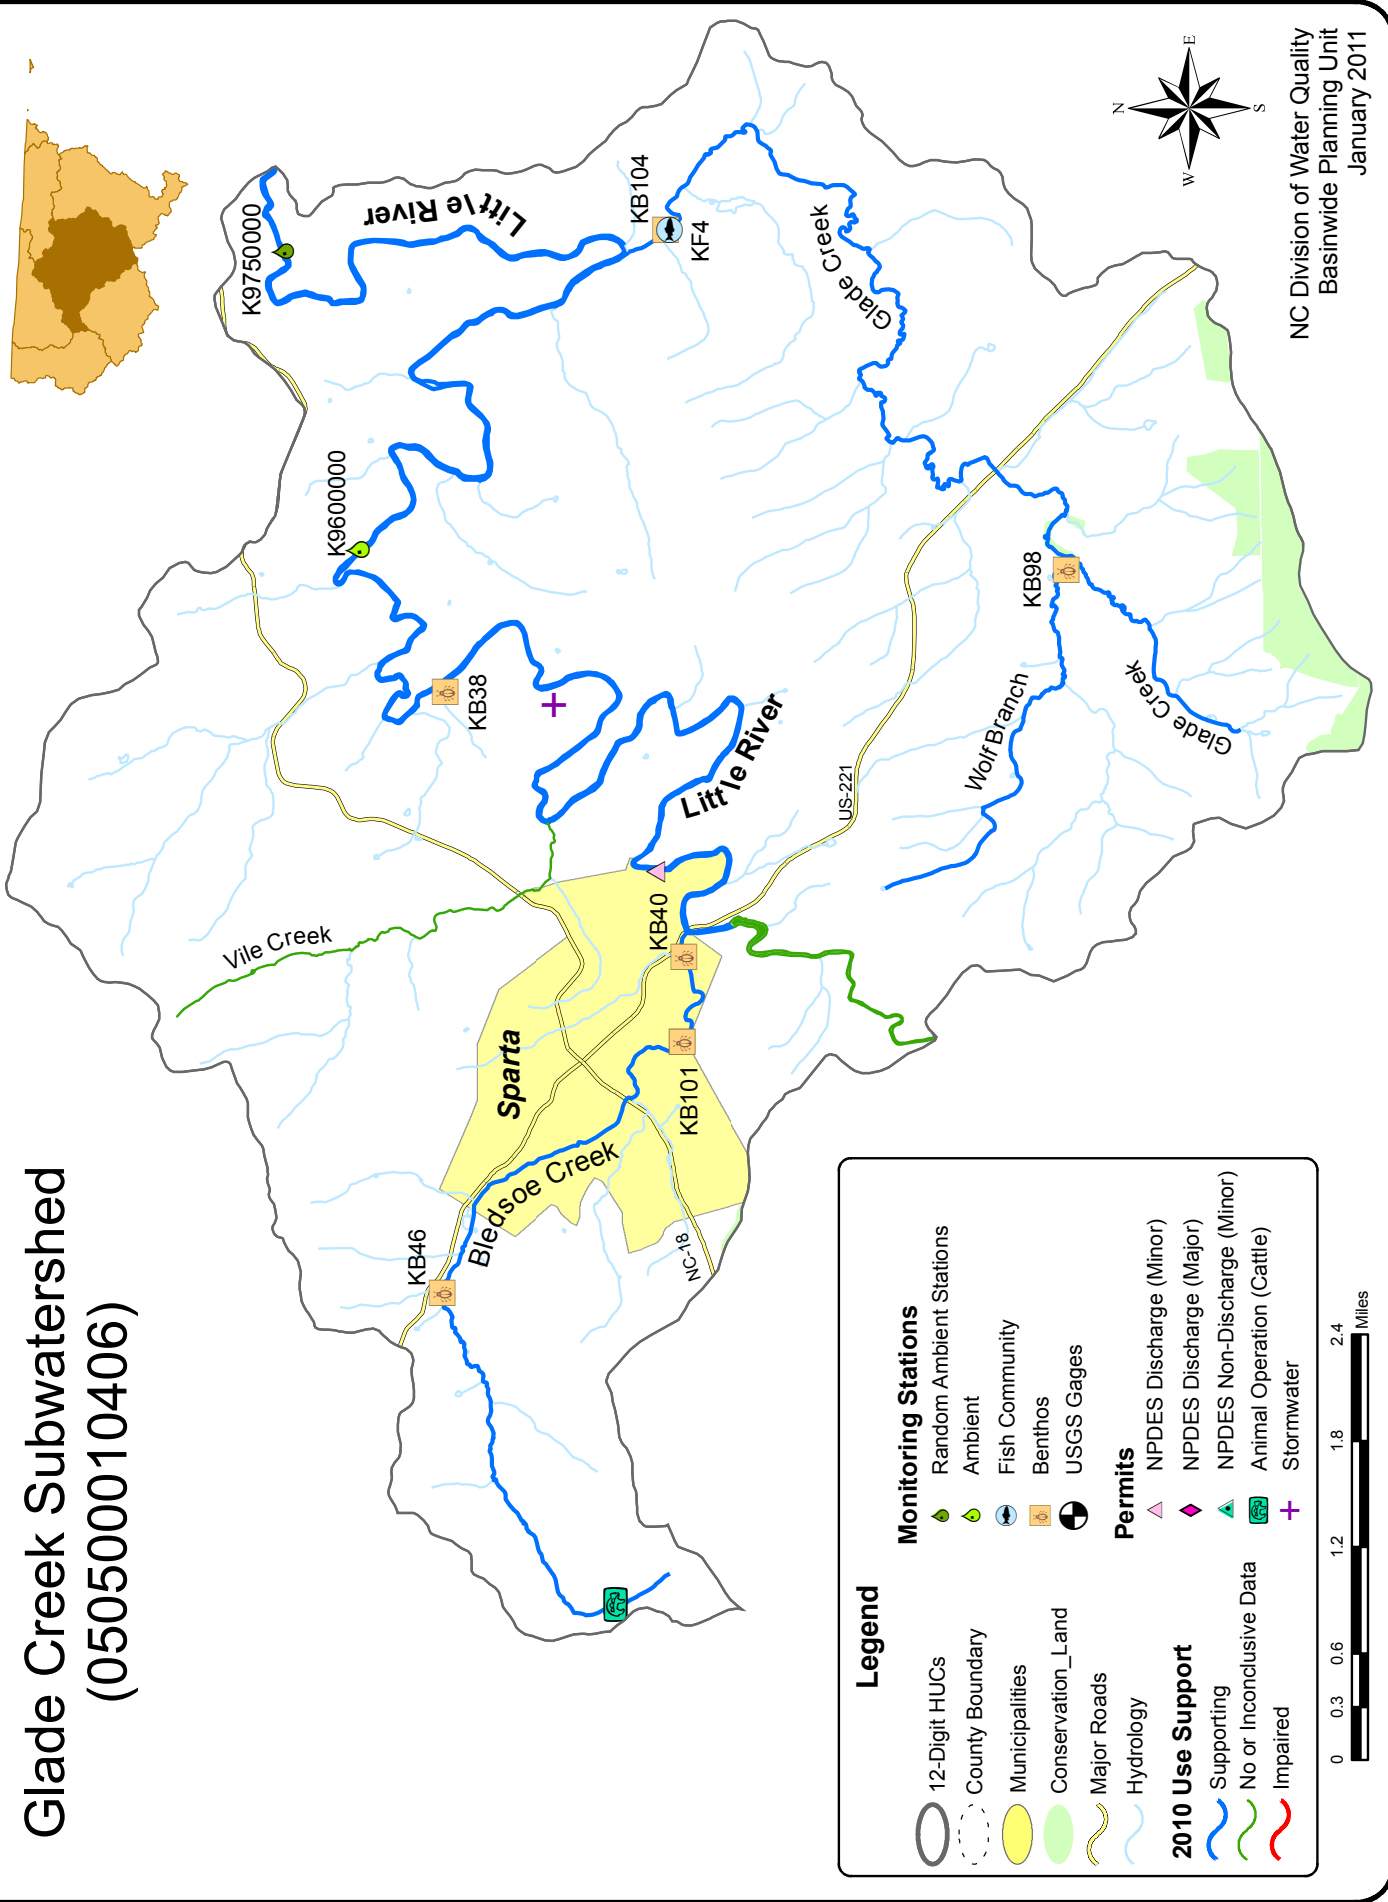 Glade Creek Subwatershed
(050500010406)
K9750000
Little River
KB104
KF4
Glade Creek
K9600000
KB38
KB98
Wolf Branch
Glade Creek
Little River
US-221
Vile Creek
KB40
Sparta
KB101
Bledsoe Creek
KB46
NC-18
N
E
S
W
NC Division of Water Quality
Basinwide Planning Unit
January 2011
Legend
12-Digit HUCs
County Boundary
Municipalities
Conservation_Land
Major Roads
Hydrology
2010 Use Support
Supporting
No or Inconclusive Data
Impaired
Monitoring Stations
Random Ambient Stations
Ambient
Fish Community
Benthos
USGS Gages
Permits
NPDES Discharge (Minor)
NPDES Discharge (Major)
NPDES Non-Discharge (Minor)
Animal Operation (Cattle)
Stormwater
0 0.3 0.6 1.2 1.8 2.4
Miles